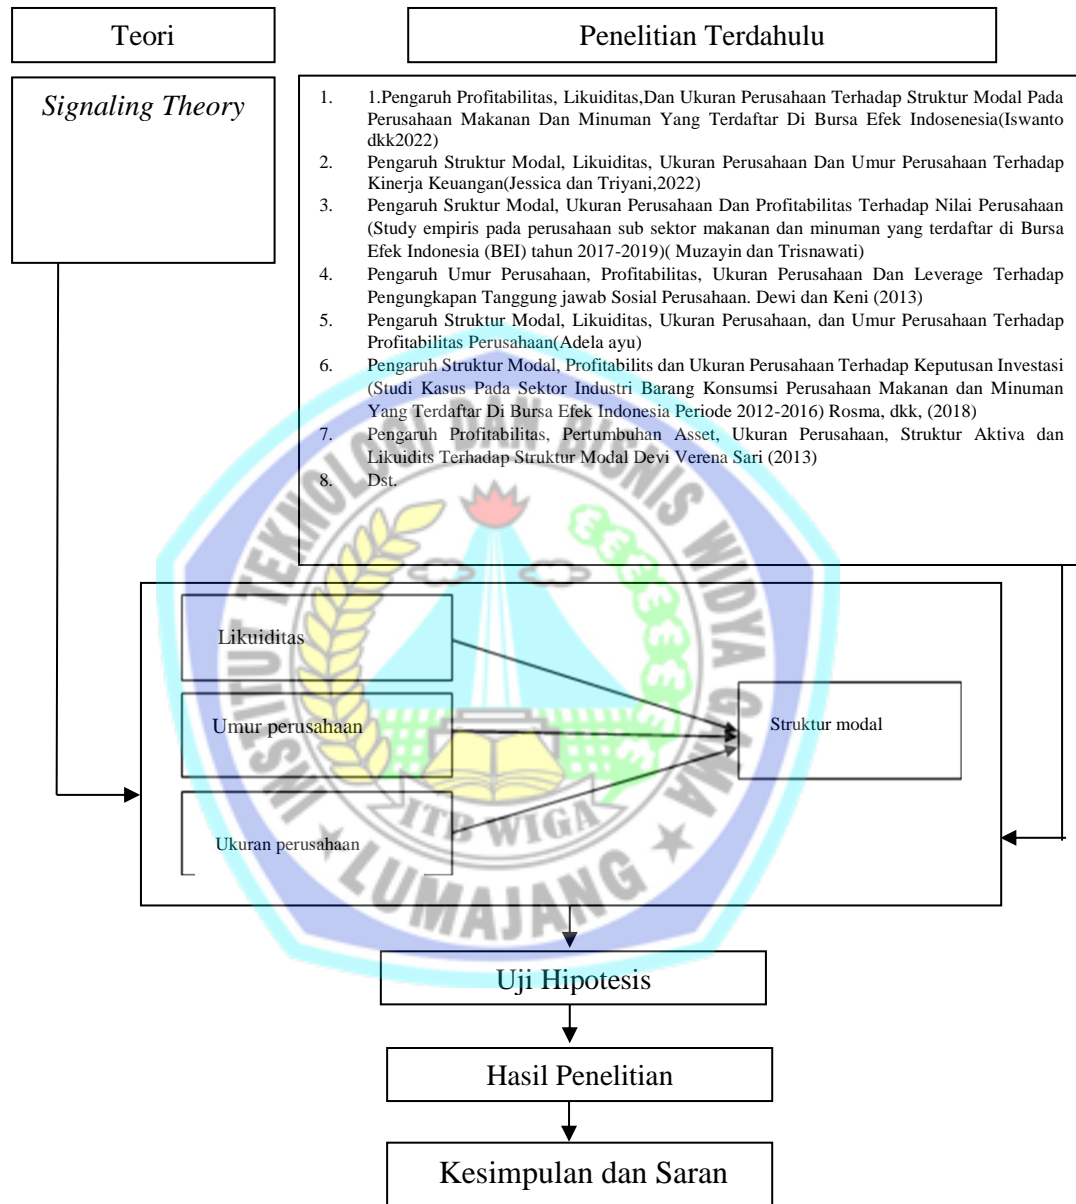 Teori
Penelitian Terdahulu
Signaling Theory
1. 1.Pengaruh Profitabilitas, Likuiditas,Dan Ukuran Perusahaan Terhadap Struktur Modal Pada
Perusahaan Makanan Dan Minuman Yang Terdaftar Di Bursa Efek Indosenesia(Iswanto
dkk2022)
2. Pengaruh Struktur Modal, Likuiditas, Ukuran Perusahaan Dan Umur Perusahaan Terhadap
Kinerja Keuangan(Jessica dan Triyani,2022)
3. Pengaruh Sruktur Modal, Ukuran Perusahaan Dan Profitabilitas Terhadap Nilai Perusahaan
(Study empiris pada perusahaan sub sektor makanan dan minuman yang terdaftar di Bursa
Efek Indonesia (BEI) tahun 2017-2019)( Muzayin dan Trisnawati)
4. Pengaruh Umur Perusahaan, Profitabilitas, Ukuran Perusahaan Dan Leverage Terhadap
Pengungkapan Tanggung jawab Sosial Perusahaan. Dewi dan Keni (2013)
5. Pengaruh Struktur Modal, Likuiditas, Ukuran Perusahaan, dan Umur Perusahaan Terhadap
Profitabilitas Perusahaan(Adela ayu)
6. Pengaruh Struktur Modal, Profitabilits dan Ukuran Perusahaan Terhadap Keputusan Investasi
(Studi Kasus Pada Sektor Industri Barang Konsumsi Perusahaan Makanan dan Minuman
Yang Terdaftar Di Bursa Efek Indonesia Periode 2012-2016) Rosma, dkk, (2018)
7. Pengaruh Profitabilitas, Pertumbuhan Asset, Ukuran Perusahaan, Struktur Aktiva dan
Likuidits Terhadap Struktur Modal Devi Verena Sari (2013)
8. Dst.
INSTITUT TEKNOLOGI DAN BISNIS WIDYA GAMA
Likuiditas
Umur perusahaan
Struktur modal
Ukuran perusahaan
ITB WIGA
LUMAJANG
Uji Hipotesis
Hasil Penelitian
Kesimpulan dan Saran